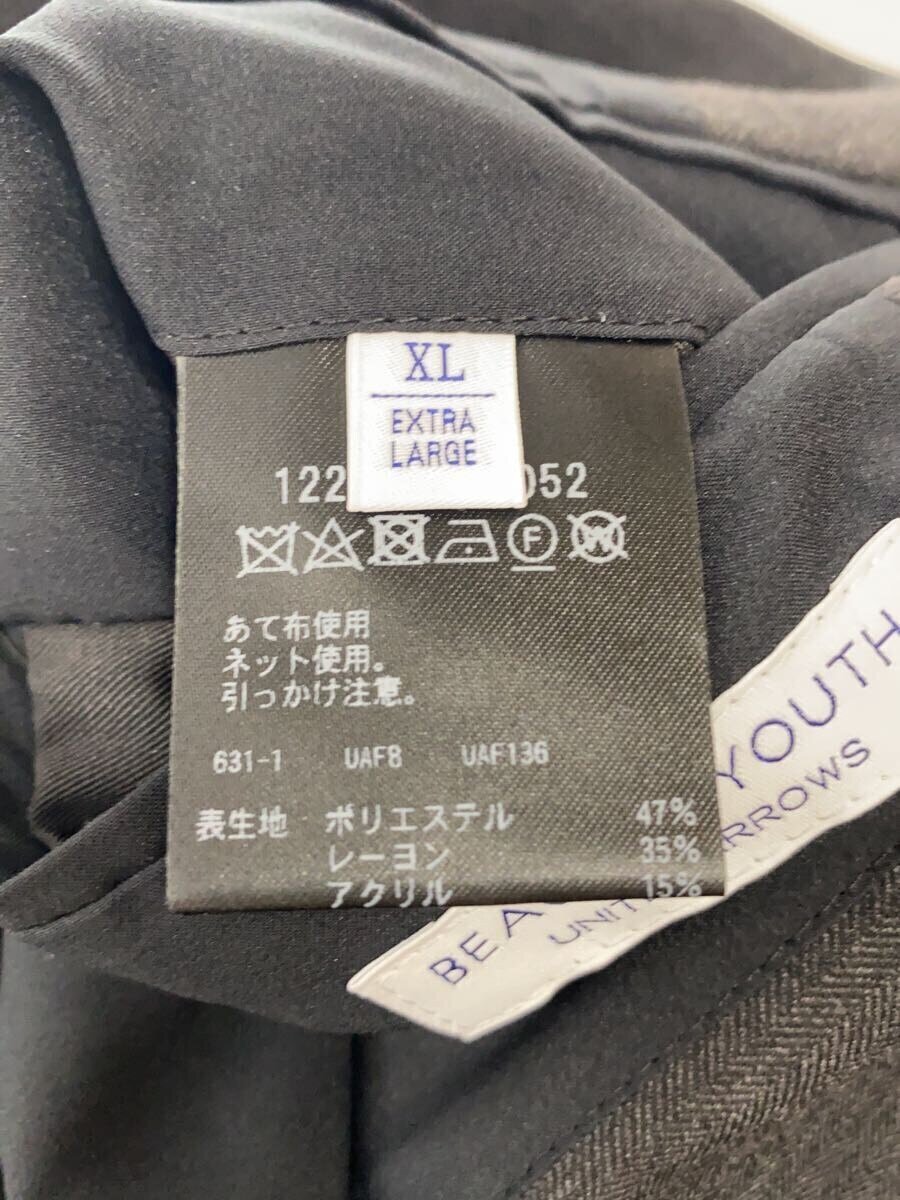 XL
EXTRA
LARGE
122 052
F
W
あて布使用
ネット使用。
引っかけ注意。
631-1 UAF8 UAF136
表生地 ポリエステル 47%
レーヨン 35%
アクリル 15%
BEA YOUTH
UNIT RROWS